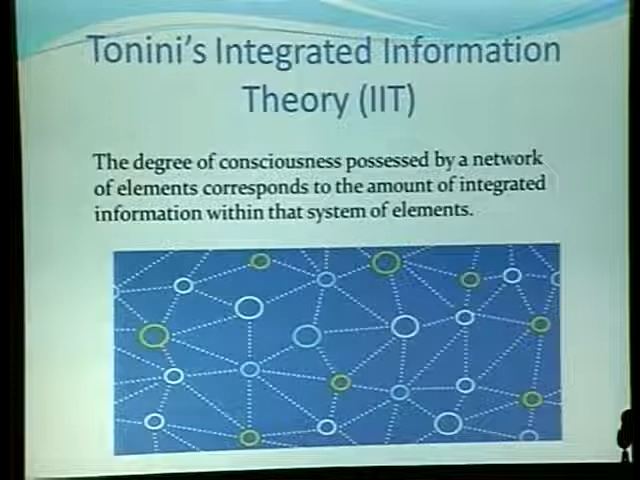 Tonini's Integrated Information
Theory (IIT)
The degree of consciousness possessed by a network
of elements corresponds to the amount of integrated
information within that system of elements.